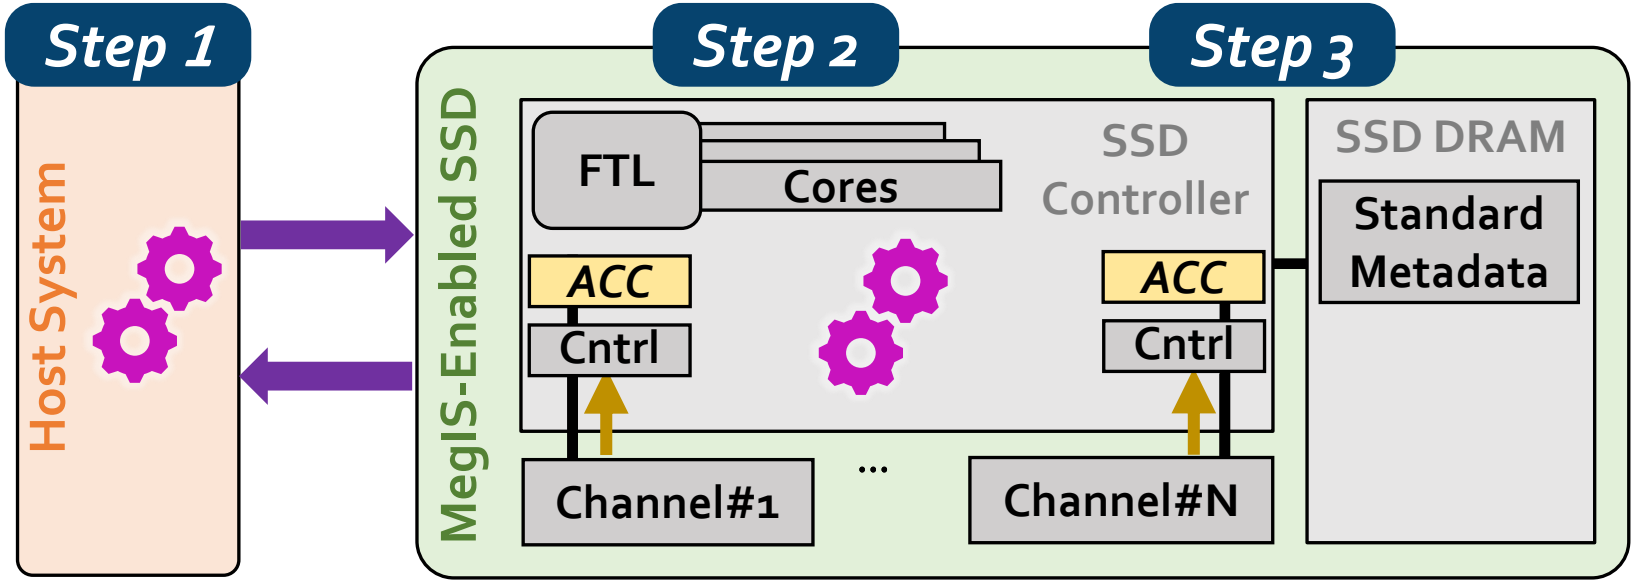 Step 1
Step 2
Step 3
Host System
MegIS-Enabled SSD
FTL
Cores
SSD
Controller
SSD DRAM
Standard
Metadata
ACC
Cntrl
ACC
Cntrl
Channel#1
...
Channel#N